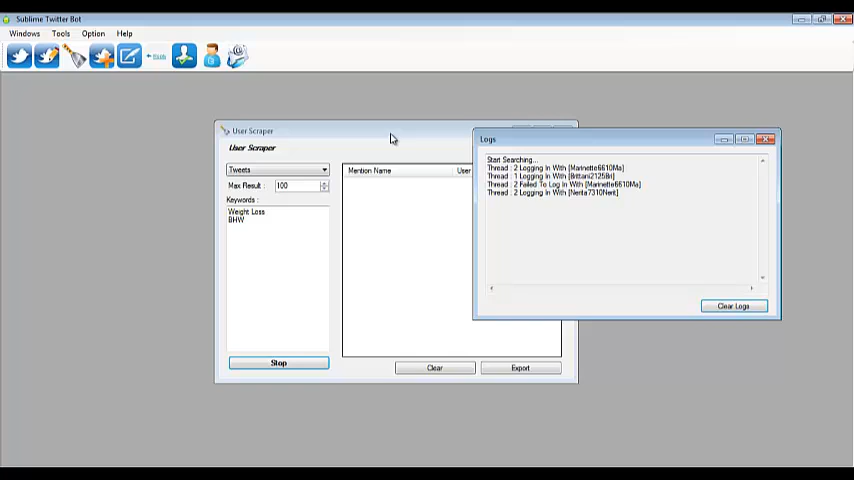 Sublime Twitter Bot
Windows Tools Option Help
User Scraper
User Scraper
Tweets
Max Result : 100
Keywords :
Weight Loss
BHW
Stop
Mention Name User
Clear Export
Logs
Start Searching...
Thread : 2 Logging In With [Marinette6610Ma]
Thread : 1 Logging In With [Brittani2125Bri]
Thread : 2 Failed To Log In With [Marinette6610Ma]
Thread : 2 Logging In With [Nerita7310Nerit]
Clear Logs